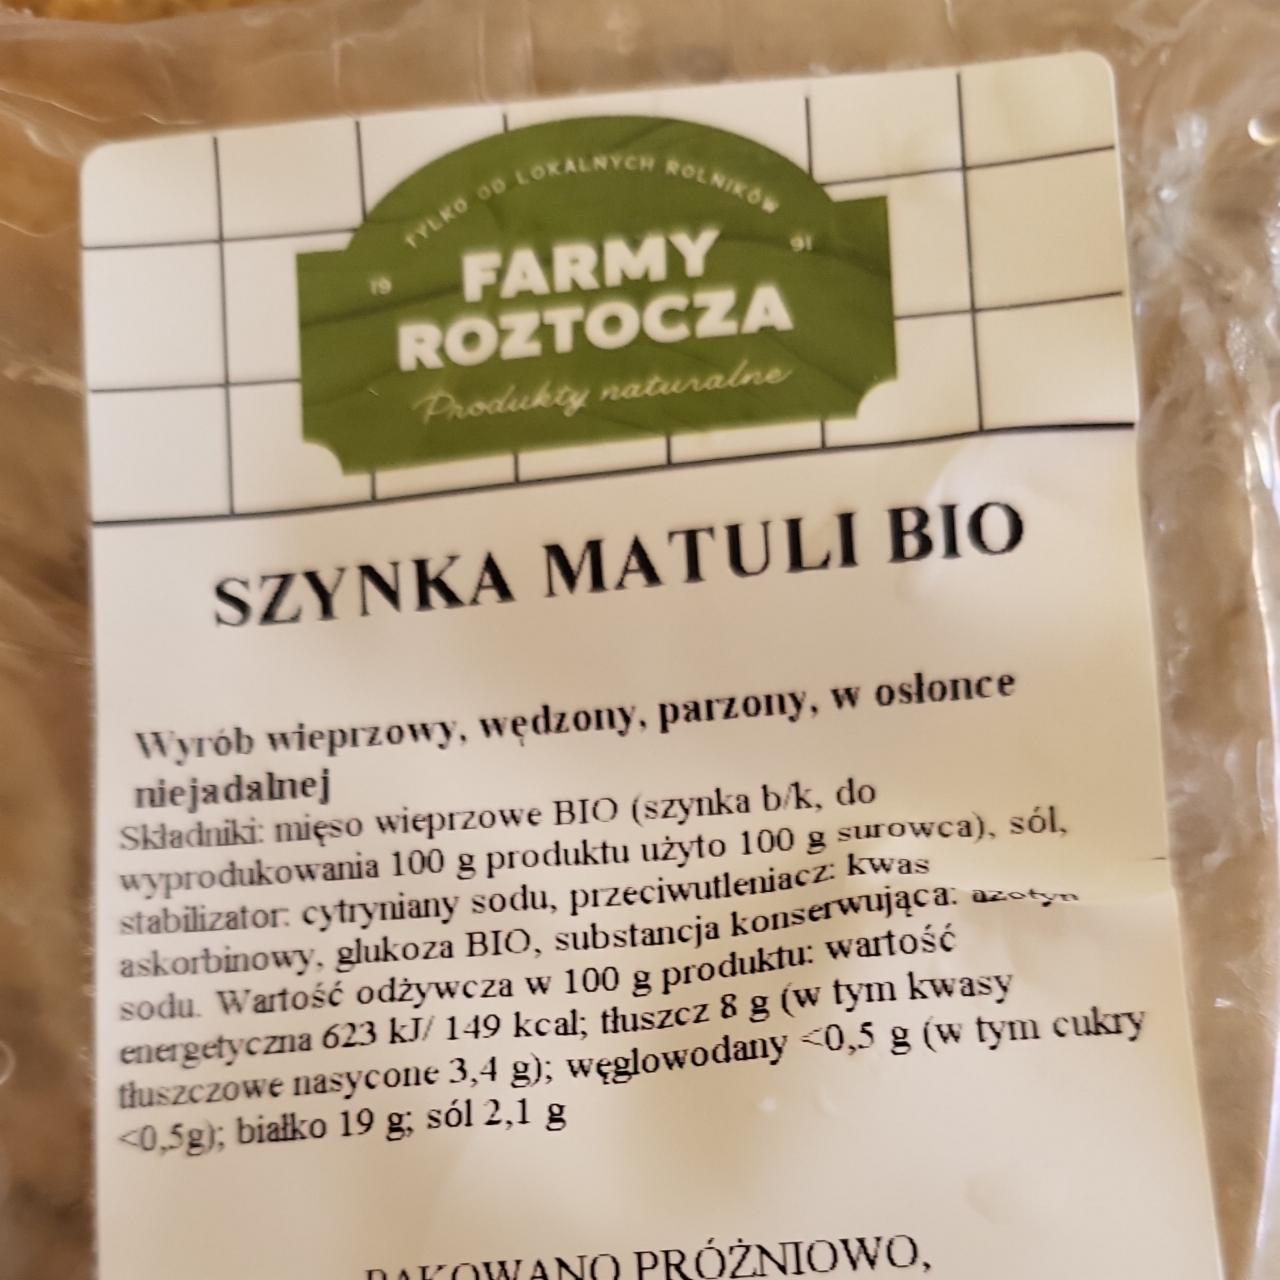 TYLKO OD LOKALNYCH ROLNIKÓW
19 91
FARMY
ROZTOCZA
Produkty naturalne
SZYNKA MATULI BIO
Wyrób wieprzowy, wędzony, parzony, w osłonce
niejadalnej
Składniki: mięso wieprzowe BIO (szynka b/k, do
wyprodukowania 100 g produktu użyto 100 g surowca), sól,
stabilizator: cytryniany sodu, przeciwutleniacz: kwas
askorbinowy, glukoza BIO, substancja konserwująca: azotyn
sodu. Wartość odżywcza w 100 g produktu: wartość
energetyczna 623 kJ/ 149 kcal; tłuszcz 8 g (w tym kwasy
tłuszczowe nasycone 3,4 g); węglowodany <0,5 g (w tym cukry
<0,5g); białko 19 g; sól 2,1 g
PAKOWANO PRÓŻNIOWO,